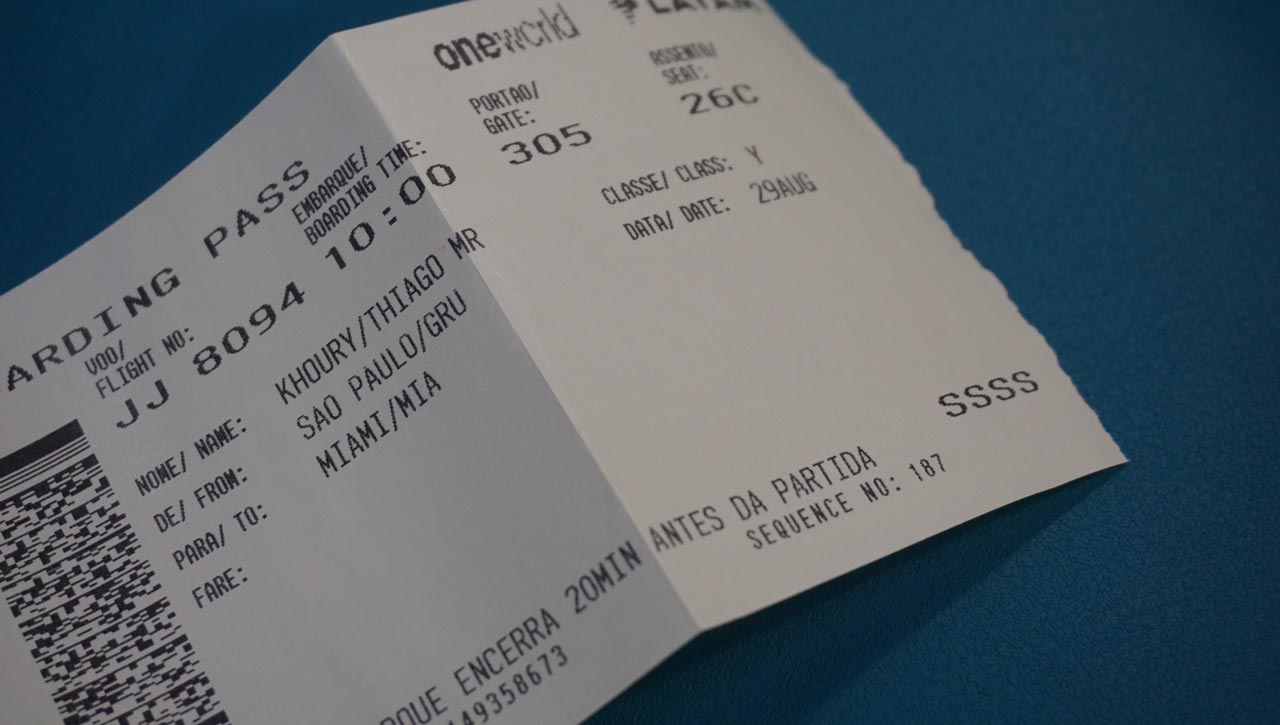 oneworld LATAM
ARDING PASS
VOO/
FLIGHT NO:
JJ 8094
EMBARQUE/
BOARDING TIME:
10:00
PORTAO/
GATE:
305
ASSENTO/
SEAT:
26C
CLASSE/ CLASS: Y
DATA/ DATE: 29AUG
NOME/ NAME: KHOURY/THIAGO MR
DE/ FROM: SAO PAULO/GRU
PARA/ TO: MIAMI/MIA
FARE:
SSSS
QUE ENCERRA 20MIN ANTES DA PARTIDA
49358673
SEQUENCE NO: 187